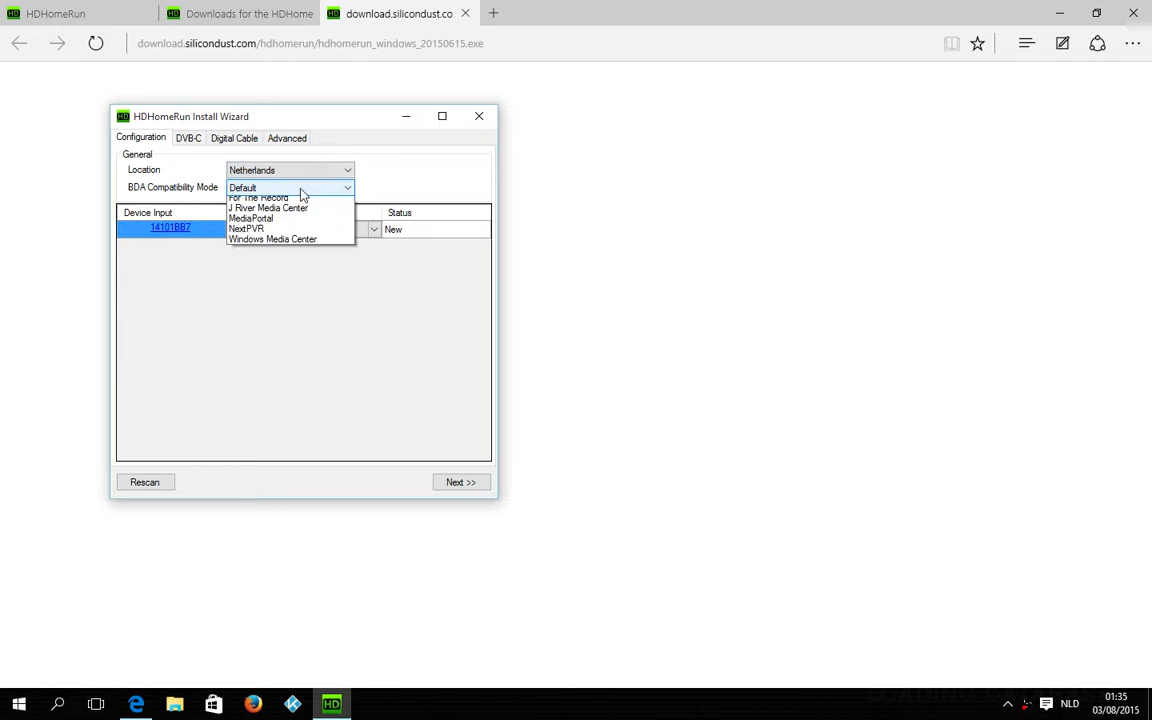 HDHomeRun
Downloads for the HDHome
download.silicondust.co
download.silicondust.com/hdhomerun/hdhomerun_windows_20150615.exe
HDHomeRun Install Wizard
Configuration DVB-C Digital Cable Advanced
General
Location Netherlands
BDA Compatibility Mode Default
For The Record
J River Media Center
MediaPortal
NextPVR
Windows Media Center
Device Input Status
14101BB7 New
Rescan Next >>
NLD
01:35
03/08/2015